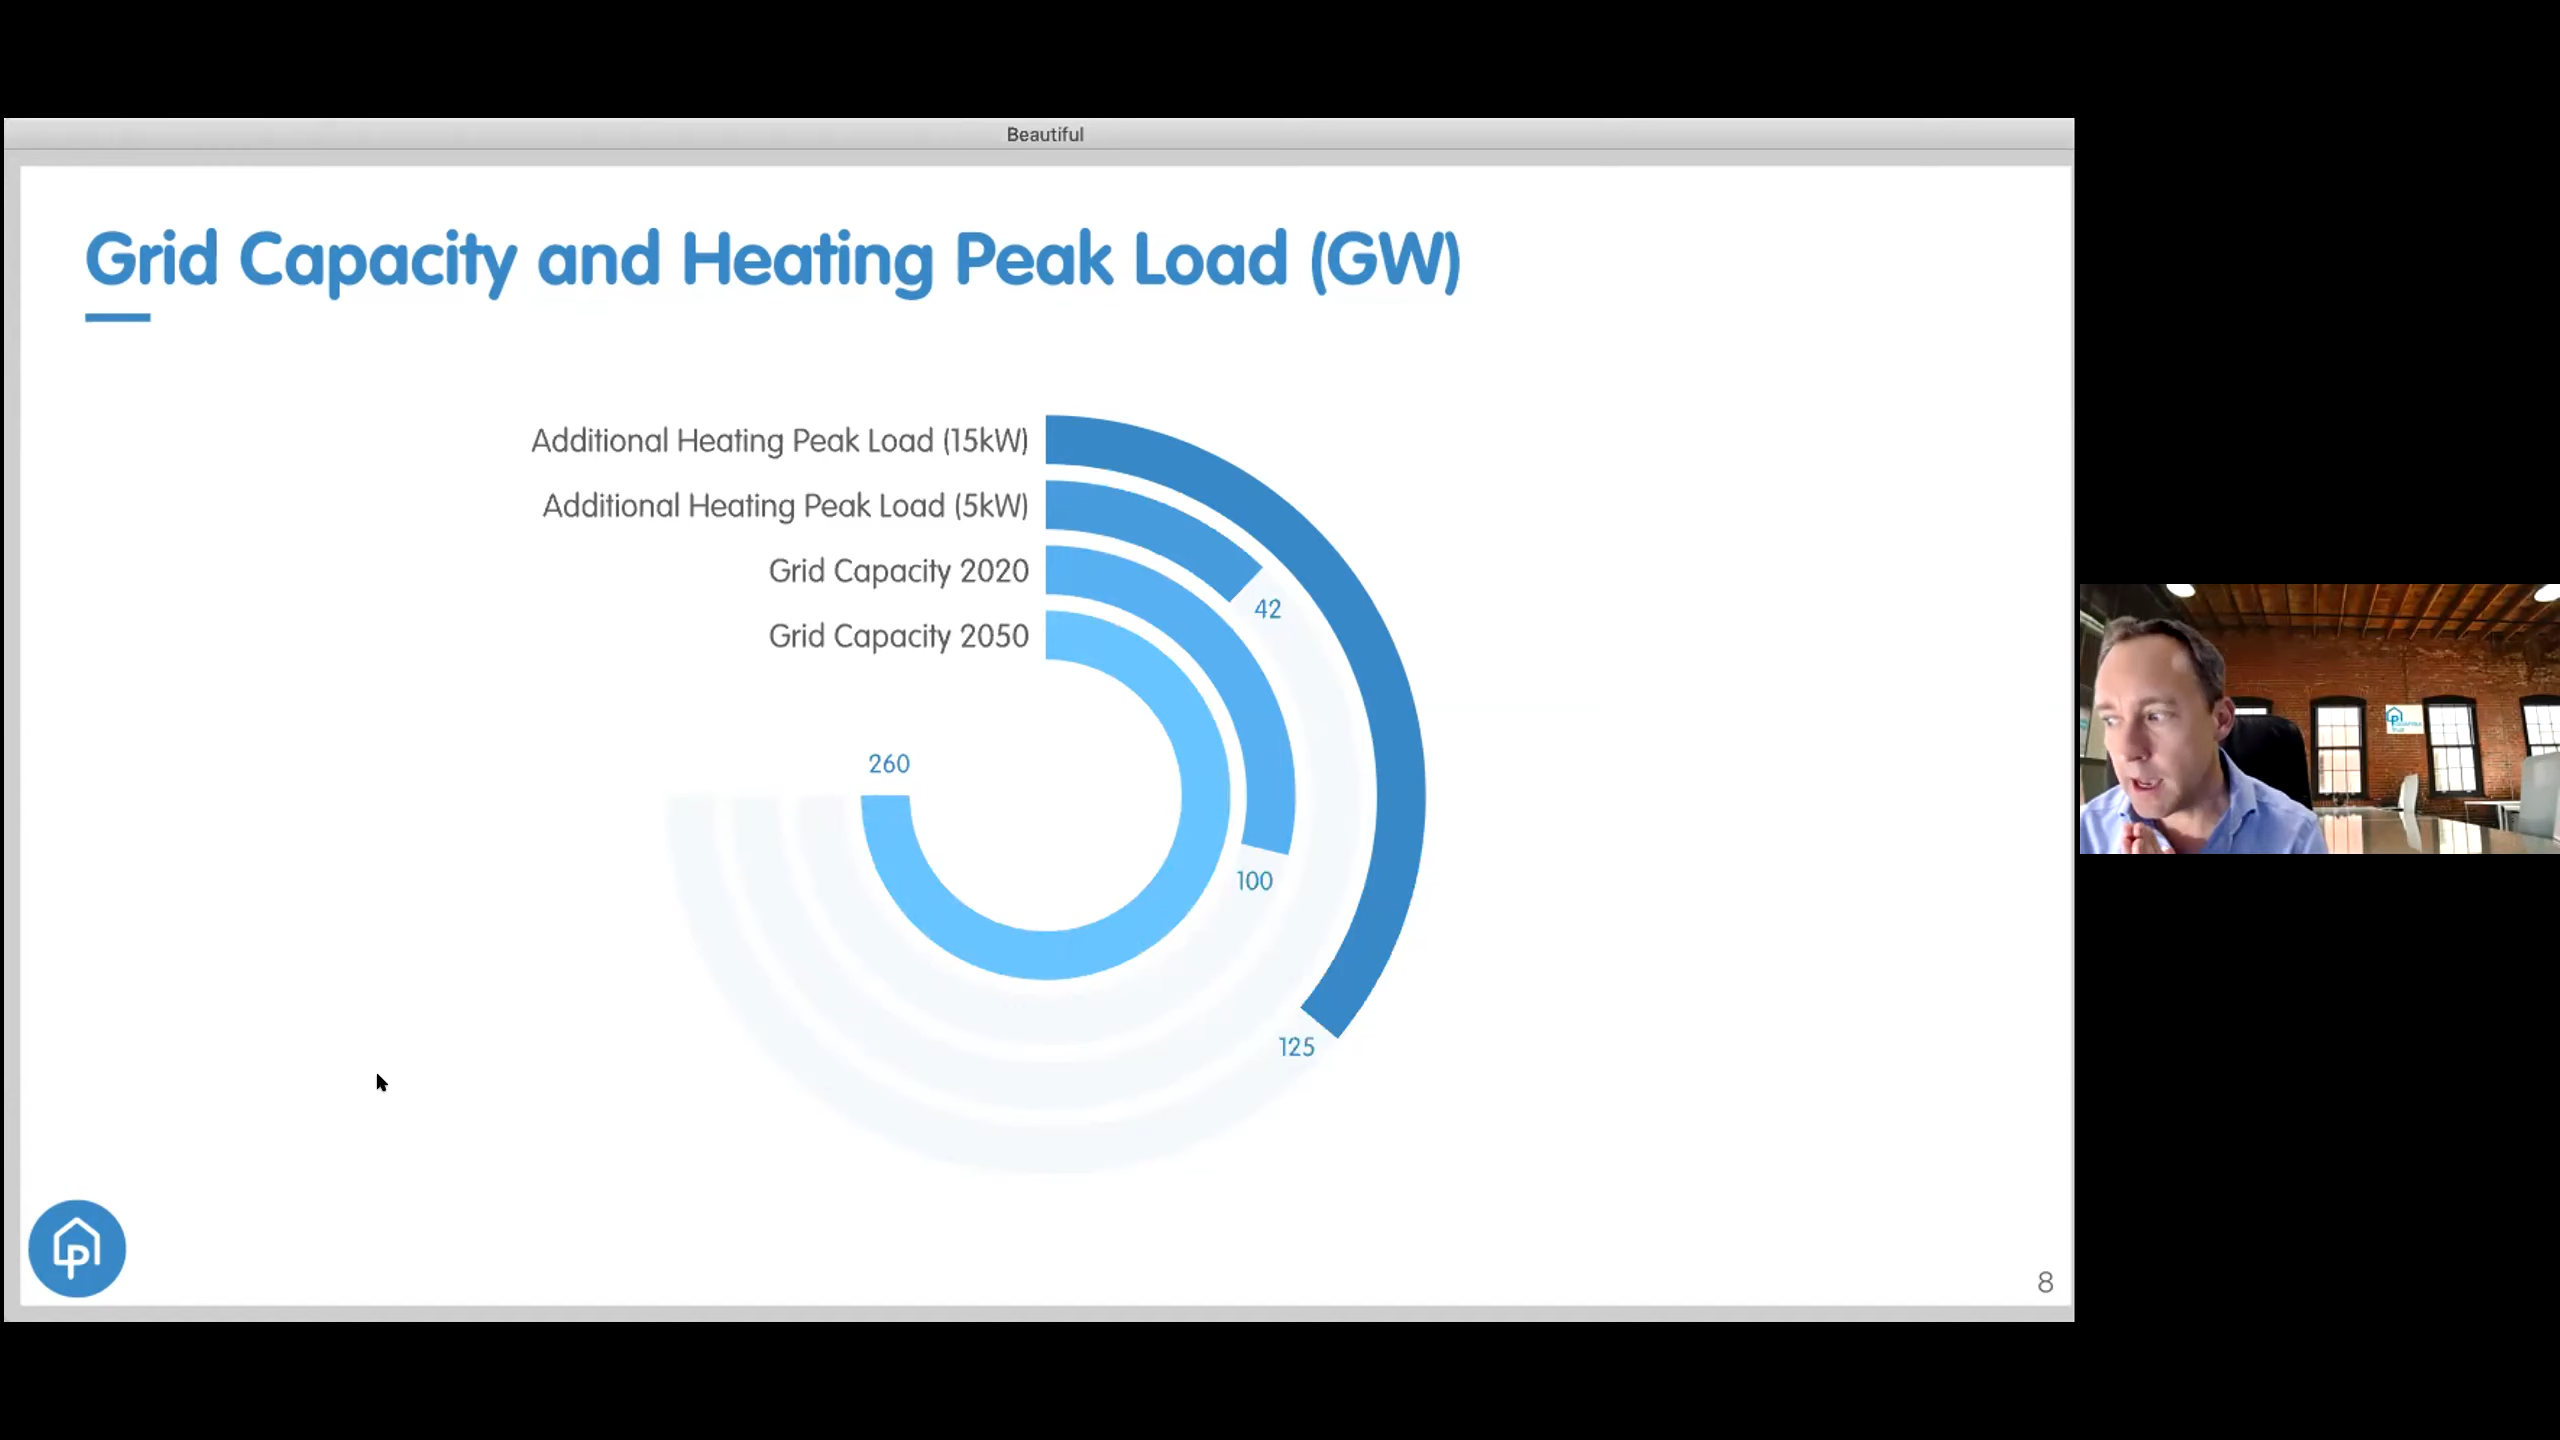 Beautiful
Grid Capacity and Heating Peak Load (GW)
Additional Heating Peak Load (15kW)
Additional Heating Peak Load (5kW)
Grid Capacity 2020
Grid Capacity 2050
42
260
100
125
8